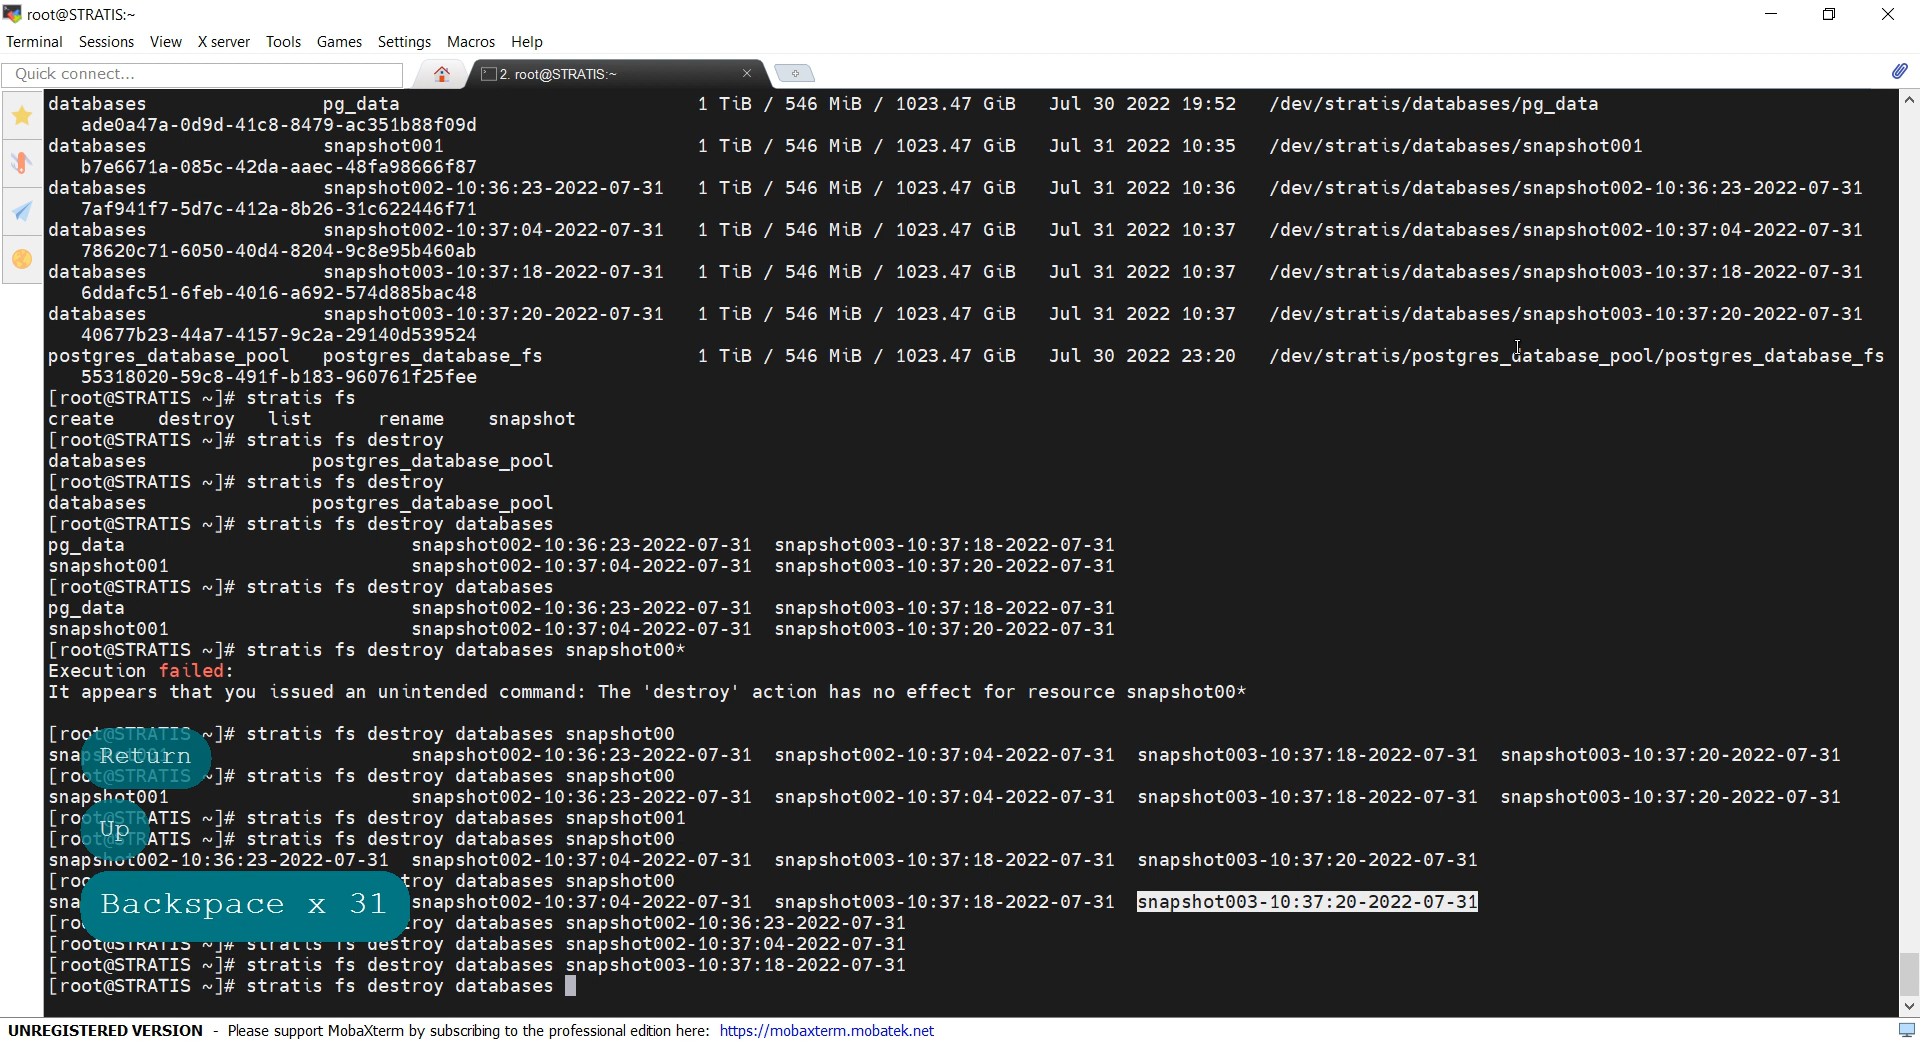 root@STRATIS:~
Terminal Sessions View X server Tools Games Settings Macros Help
Quick connect...
2. root@STRATIS:~
databases pg_data 1 TiB / 546 MiB / 1023.47 GiB Jul 30 2022 19:52 /dev/stratis/databases/pg_data
ade0a47a-0d9d-41c8-8479-ac351b88f09d
databases snapshot001 1 TiB / 546 MiB / 1023.47 GiB Jul 31 2022 10:35 /dev/stratis/databases/snapshot001
b7e6671a-085c-42da-aaec-48fa98666f87
databases snapshot002-10:36:23-2022-07-31 1 TiB / 546 MiB / 1023.47 GiB Jul 31 2022 10:36 /dev/stratis/databases/snapshot002-10:36:23-2022-07-31
7af941f7-5d7c-412a-8b26-31c622446f71
databases snapshot002-10:37:04-2022-07-31 1 TiB / 546 MiB / 1023.47 GiB Jul 31 2022 10:37 /dev/stratis/databases/snapshot002-10:37:04-2022-07-31
78620c71-6050-40d4-8204-9c8e95b460ab
databases snapshot003-10:37:18-2022-07-31 1 TiB / 546 MiB / 1023.47 GiB Jul 31 2022 10:37 /dev/stratis/databases/snapshot003-10:37:18-2022-07-31
6ddafc51-6feb-4016-a692-574d885bac48
databases snapshot003-10:37:20-2022-07-31 1 TiB / 546 MiB / 1023.47 GiB Jul 31 2022 10:37 /dev/stratis/databases/snapshot003-10:37:20-2022-07-31
40677b23-44a7-4157-9c2a-29140d539524
postgres_database_pool postgres_database_fs 1 TiB / 546 MiB / 1023.47 GiB Jul 30 2022 23:20 /dev/stratis/postgres_database_pool/postgres_database_fs
55318020-59c8-491f-b183-960761f25fee
[root@STRATIS ~]# stratis fs
create destroy list rename snapshot
[root@STRATIS ~]# stratis fs destroy
databases postgres_database_pool
[root@STRATIS ~]# stratis fs destroy
databases postgres_database_pool
[root@STRATIS ~]# stratis fs destroy databases
pg_data snapshot002-10:36:23-2022-07-31 snapshot003-10:37:18-2022-07-31
snapshot001 snapshot002-10:37:04-2022-07-31 snapshot003-10:37:20-2022-07-31
[root@STRATIS ~]# stratis fs destroy databases
pg_data snapshot002-10:36:23-2022-07-31 snapshot003-10:37:18-2022-07-31
snapshot001 snapshot002-10:37:04-2022-07-31 snapshot003-10:37:20-2022-07-31
[root@STRATIS ~]# stratis fs destroy databases snapshot00*
Execution failed:
It appears that you issued an unintended command: The 'destroy' action has no effect for resource snapshot00*
[root@STRATIS ~]# stratis fs destroy databases snapshot00
snapshot001 snapshot002-10:36:23-2022-07-31 snapshot002-10:37:04-2022-07-31 snapshot003-10:37:18-2022-07-31 snapshot003-10:37:20-2022-07-31
Return
[root@STRATIS ~]# stratis fs destroy databases snapshot00
snapshot001 snapshot002-10:36:23-2022-07-31 snapshot002-10:37:04-2022-07-31 snapshot003-10:37:18-2022-07-31 snapshot003-10:37:20-2022-07-31
[root@STRATIS ~]# stratis fs destroy databases snapshot001
Up
[root@STRATIS ~]# stratis fs destroy databases snapshot00
snapshot002-10:36:23-2022-07-31 snapshot002-10:37:04-2022-07-31 snapshot003-10:37:18-2022-07-31 snapshot003-10:37:20-2022-07-31
[roo troy databases snapshot00
Backspace x 31
sna snapshot002-10:37:04-2022-07-31 snapshot003-10:37:18-2022-07-31 snapshot003-10:37:20-2022-07-31
[roo troy databases snapshot002-10:36:23-2022-07-31
[root@STRATIS ~]# stratis fs destroy databases snapshot002-10:37:04-2022-07-31
[root@STRATIS ~]# stratis fs destroy databases snapshot003-10:37:18-2022-07-31
[root@STRATIS ~]# stratis fs destroy databases
UNREGISTERED VERSION - Please support MobaXterm by subscribing to the professional edition here: https://mobaxterm.mobatek.net